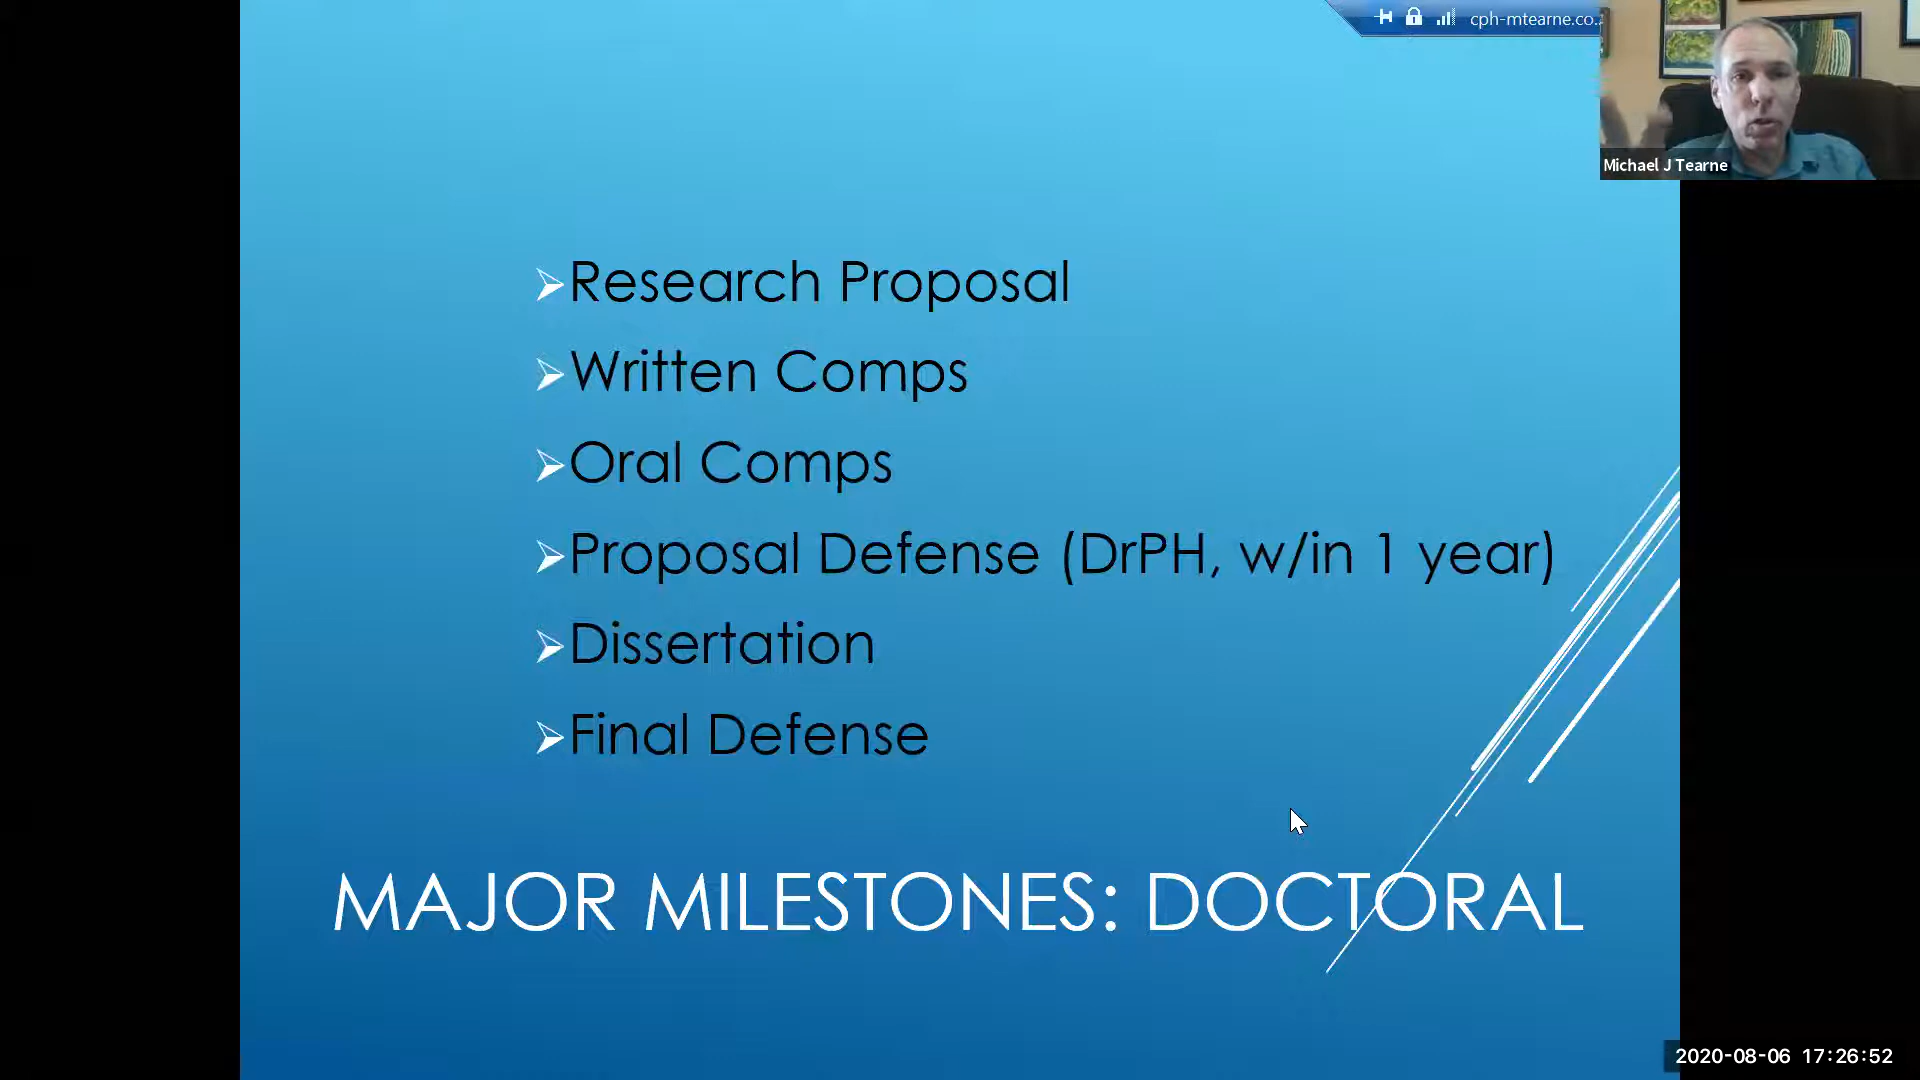 cph-mtearne.co...
Michael J Tearne
Research Proposal
Written Comps
Oral Comps
Proposal Defense (DrPH, w/in 1 year)
Dissertation
Final Defense
MAJOR MILESTONES: DOCTORAL
2020-08-06 17:26:52